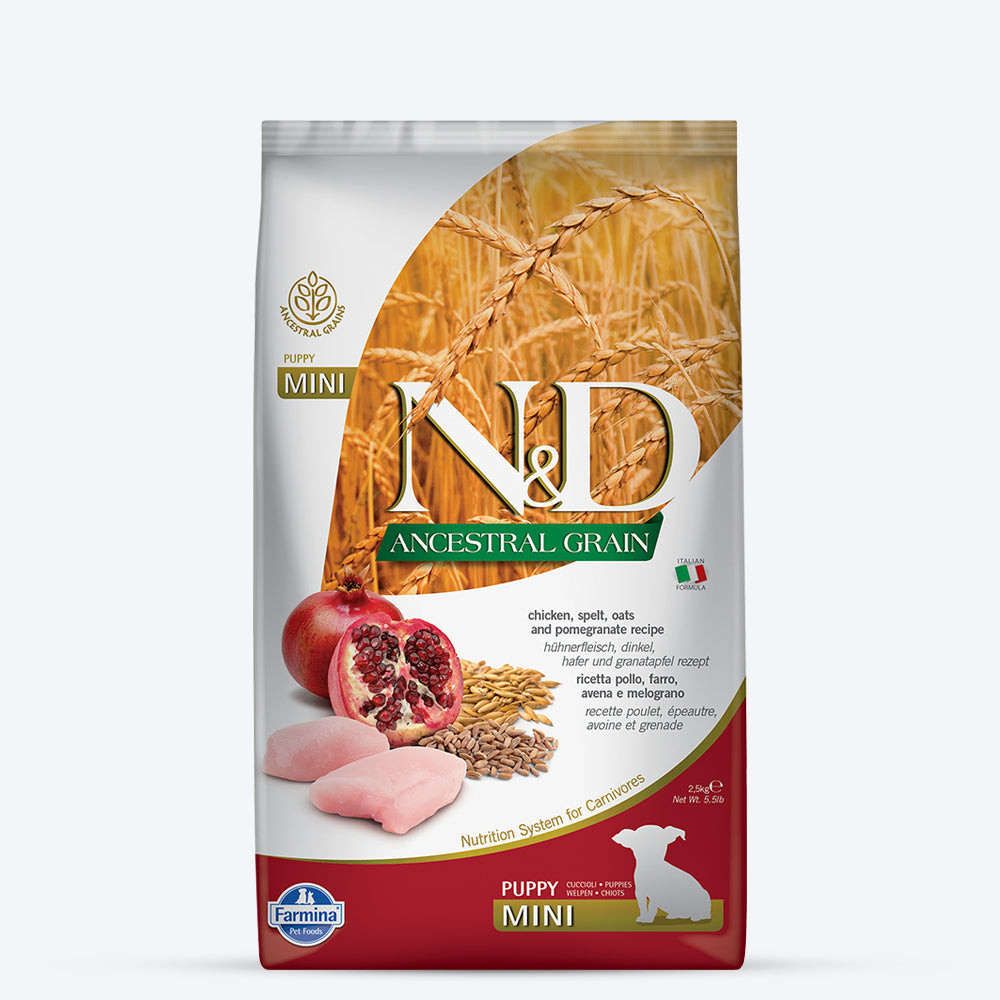 ANCESTRAL GRAINS
PUPPY
MINI
N&D
ANCESTRAL GRAIN
ITALIAN
FORMULA
chicken, spelt, oats
and pomegranate recipe
hühnerfleisch, dinkel,
hafer und granatapfel rezept
ricetta pollo, farro,
avena e melograno
recette poulet, épeautre,
avoine et grenade
2,5kg℮
Net Wt. 5.5lb
Nutrition System for Carnivores
PUPPY CUCCIOLI • PUPPIES
WELPEN • CHIOTS
MINI
Farmina®
Pet Foods